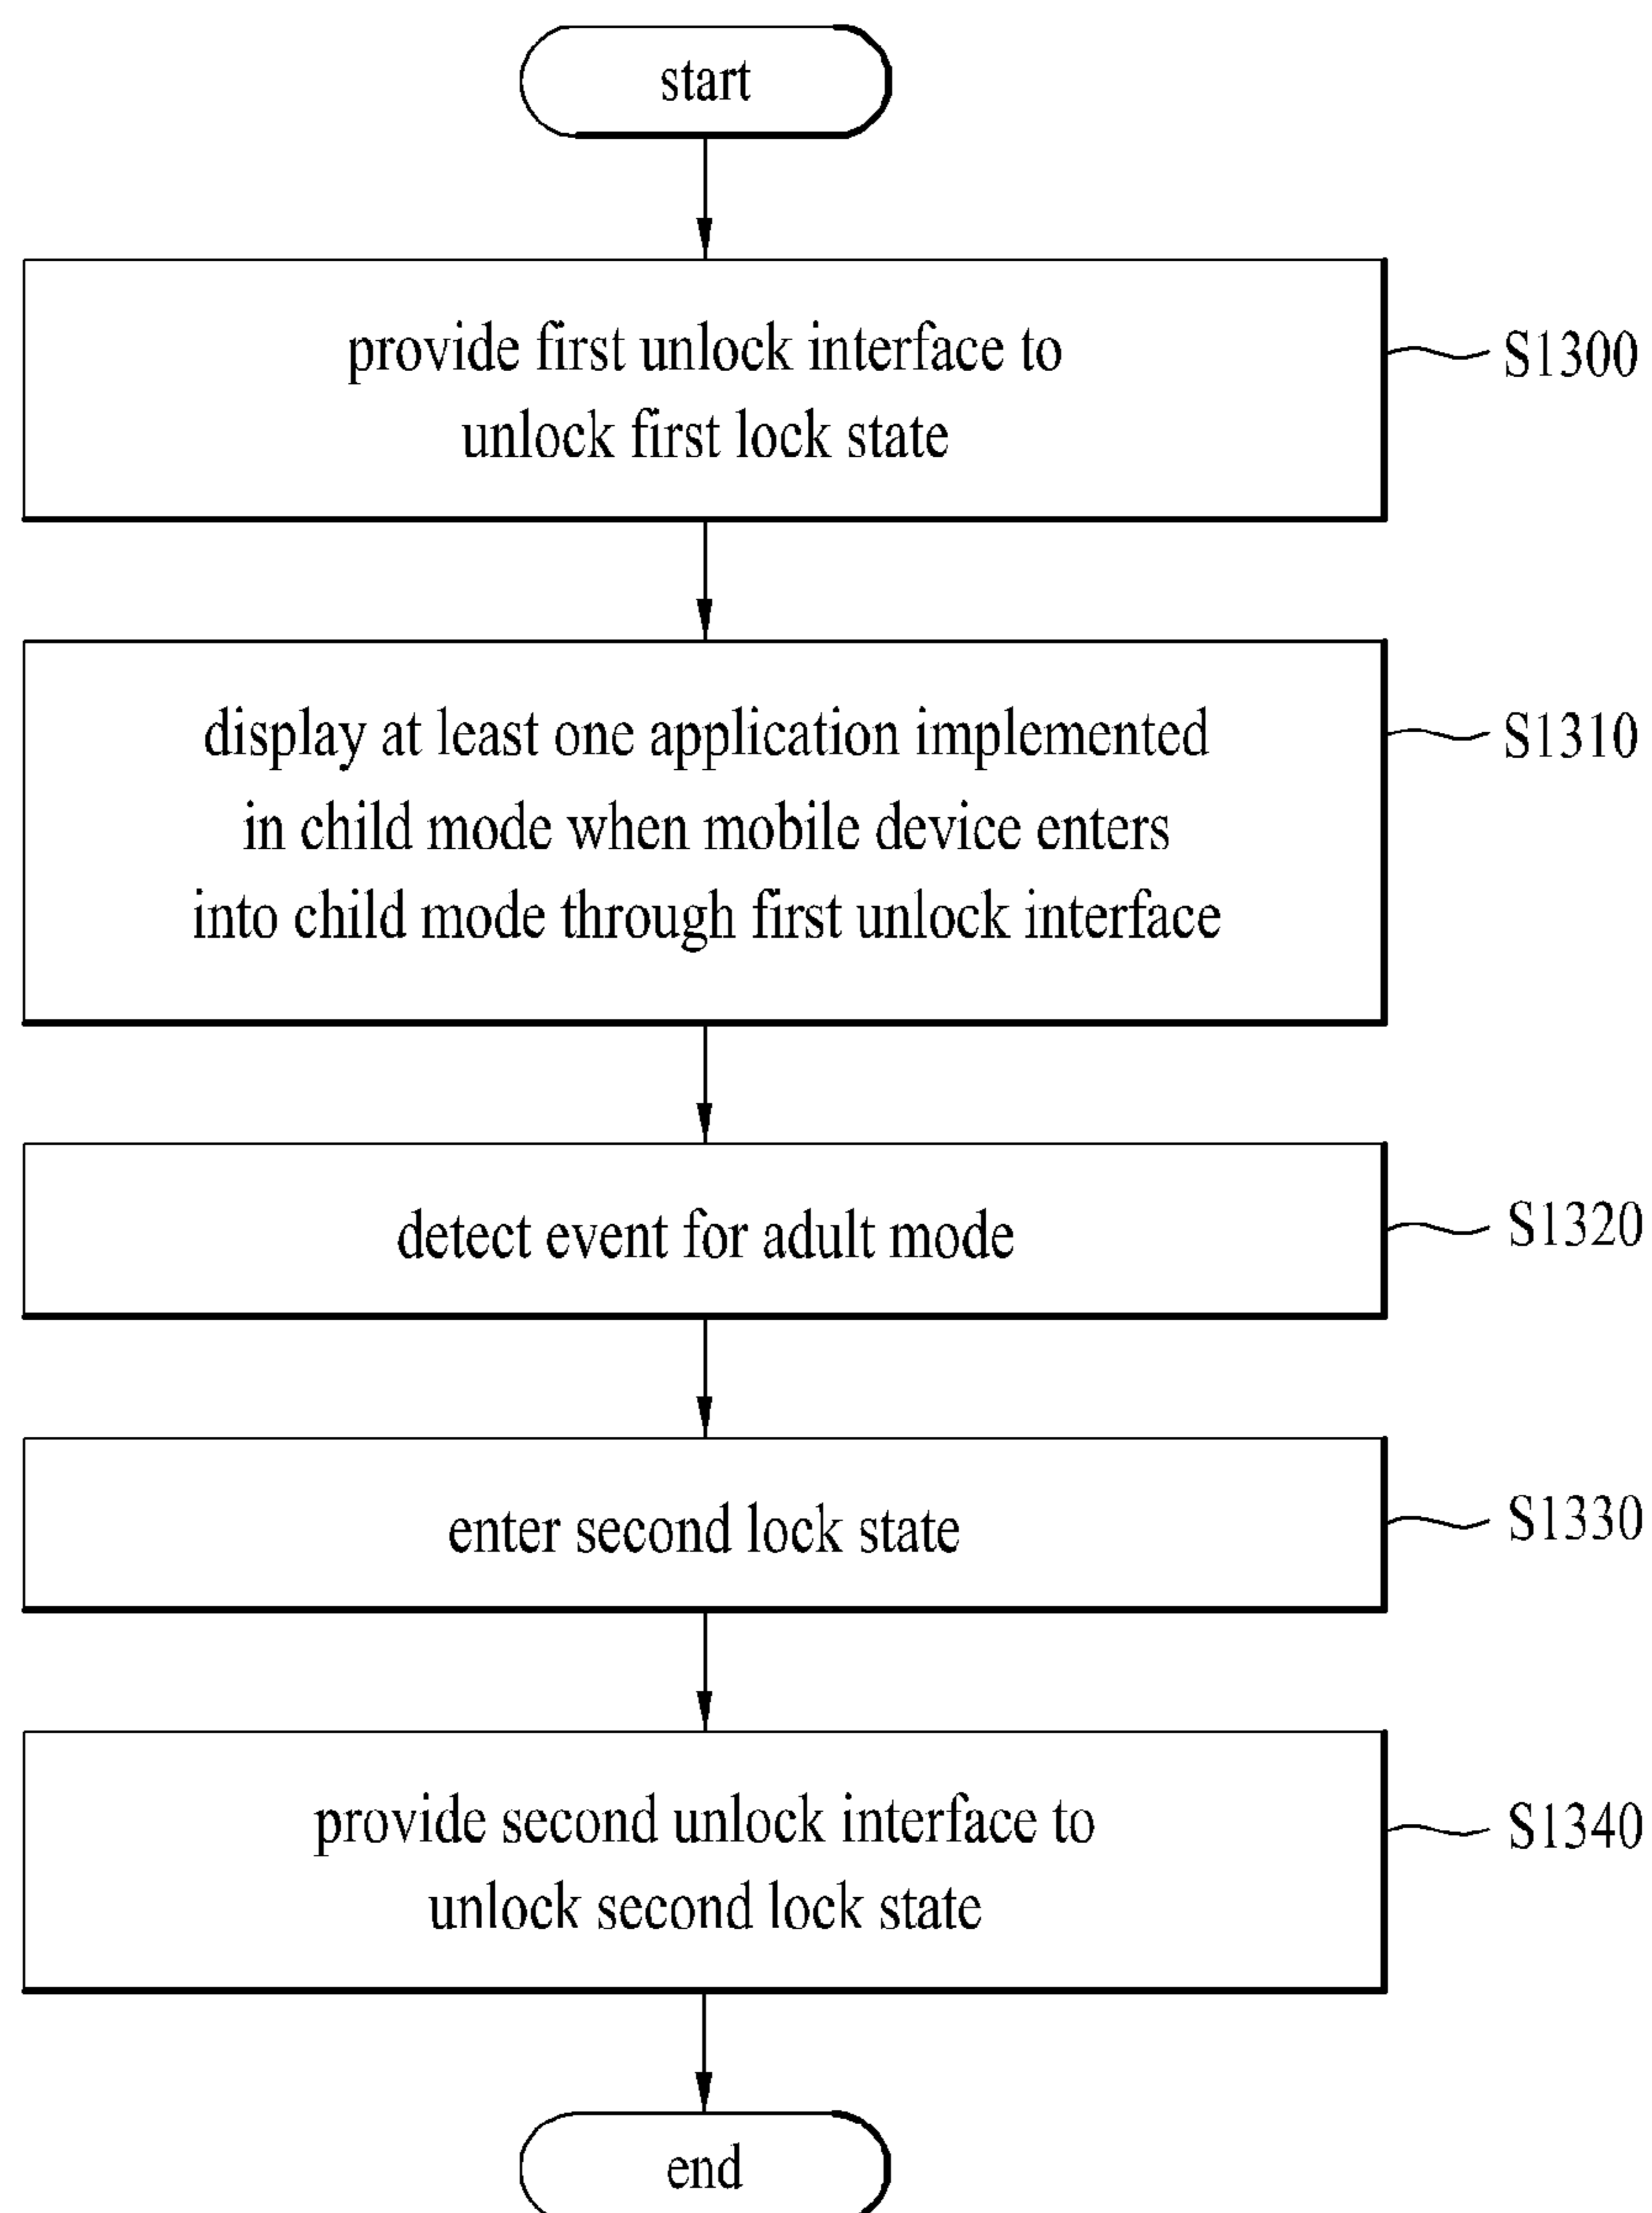 start
provide first unlock interface to
unlock first lock state
S1300
display at least one application implemented
in child mode when mobile device enters
into child mode through first unlock interface
S1310
detect event for adult mode
S1320
enter second lock state
S1330
provide second unlock interface to
unlock second lock state
S1340
end